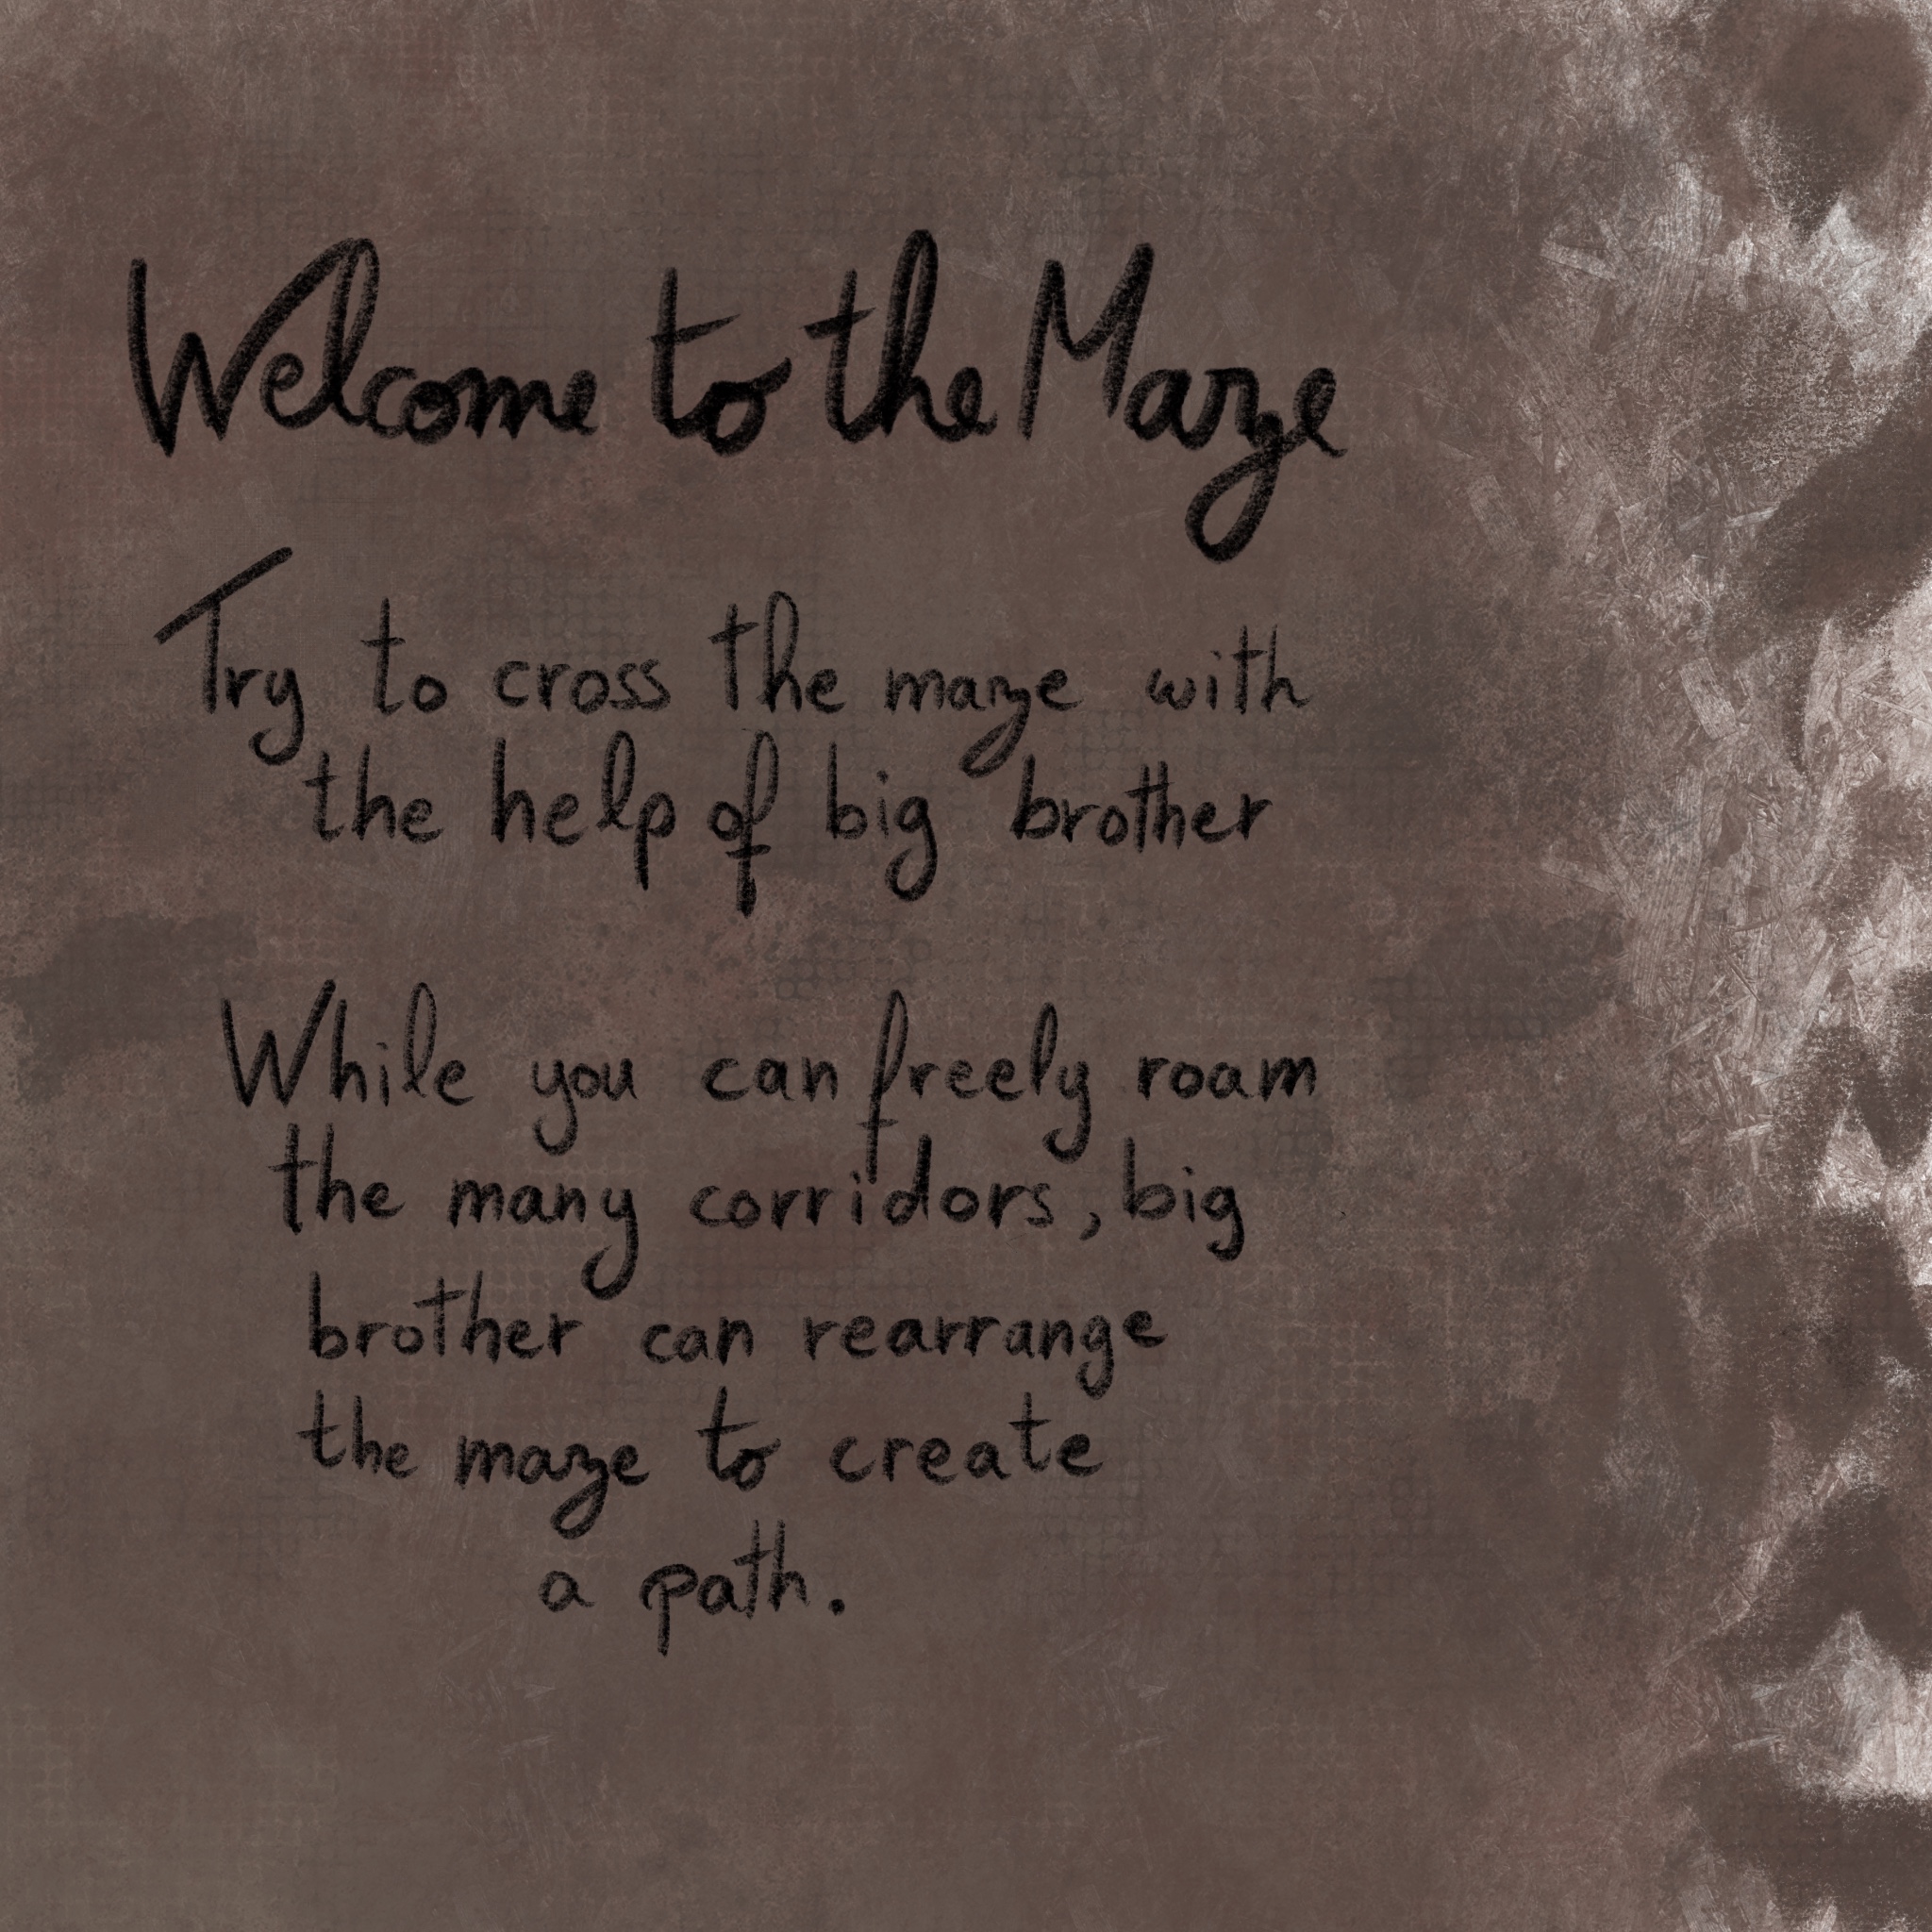 Welcome to the Maze
Try to cross the maze with
the help of big brother
While you can freely roam
the many corridors, big
brother can rearrange
the maze to create
a path.